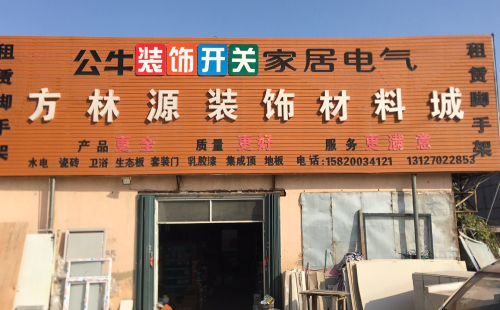 公牛装饰开关家居电气
方林源装饰材料城
产品更全 质量更好 服务更满意
水电 瓷砖 卫浴 生态板 套装门 乳胶漆 集成顶 地板 电话:15820034121 13127022853
租赁脚手架
租赁脚手架